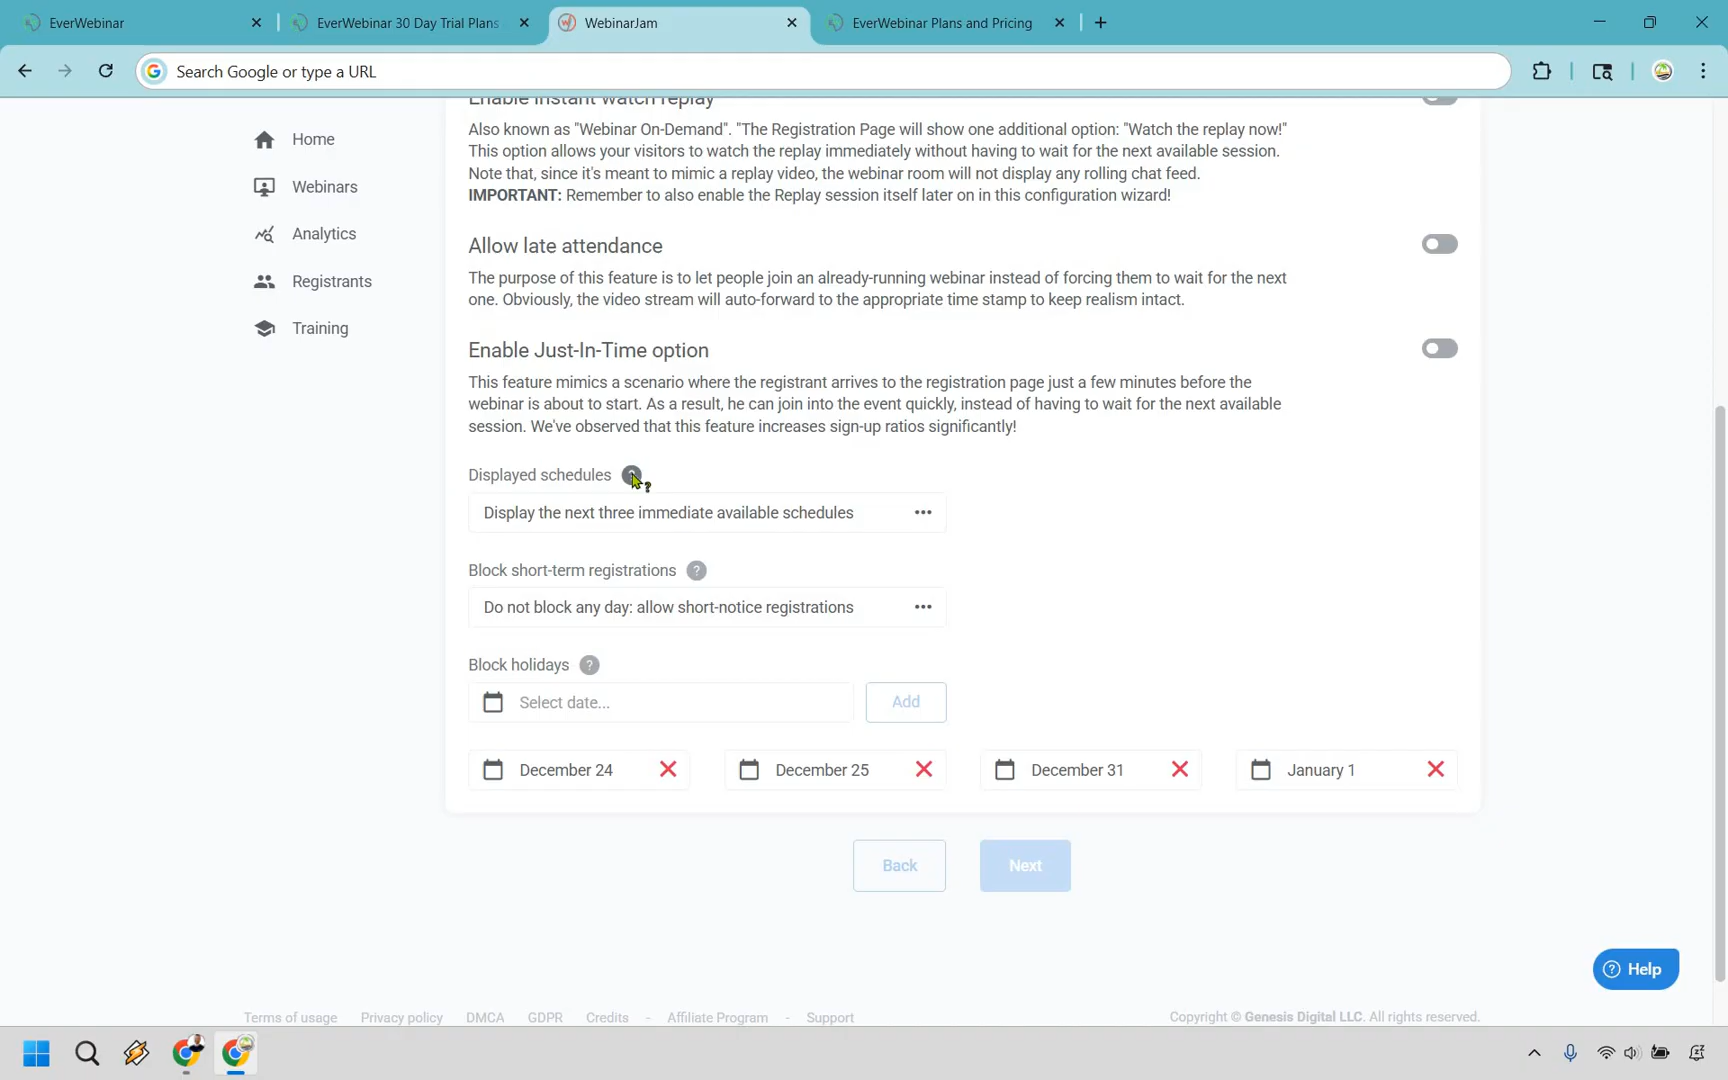 EverWebinar
EverWebinar 30 Day Trial Plans
WebinarJam
EverWebinar Plans and Pricing
Search Google or type a URL
Home
Webinars
Analytics
Registrants
Training
Enable instant watch replay
Also known as "Webinar On-Demand". "The Registration Page will show one additional option: "Watch the replay now!"
This option allows your visitors to watch the replay immediately without having to wait for the next available session.
Note that, since it's meant to mimic a replay video, the webinar room will not display any rolling chat feed.
IMPORTANT: Remember to also enable the Replay session itself later on in this configuration wizard!
Allow late attendance
The purpose of this feature is to let people join an already-running webinar instead of forcing them to wait for the next
one. Obviously, the video stream will auto-forward to the appropriate time stamp to keep realism intact.
Enable Just-In-Time option
This feature mimics a scenario where the registrant arrives to the registration page just a few minutes before the
webinar is about to start. As a result, he can join into the event quickly, instead of having to wait for the next available
session. We've observed that this feature increases sign-up ratios significantly!
Displayed schedules ?
Display the next three immediate available schedules
Block short-term registrations ?
Do not block any day: allow short-notice registrations
Block holidays ?
Select date...
Add
December 24
December 25
December 31
January 1
Back
Next
? Help
Terms of usage Privacy policy DMCA GDPR Credits - Affiliate Program - Support
Copyright © Genesis Digital LLC. All rights reserved.